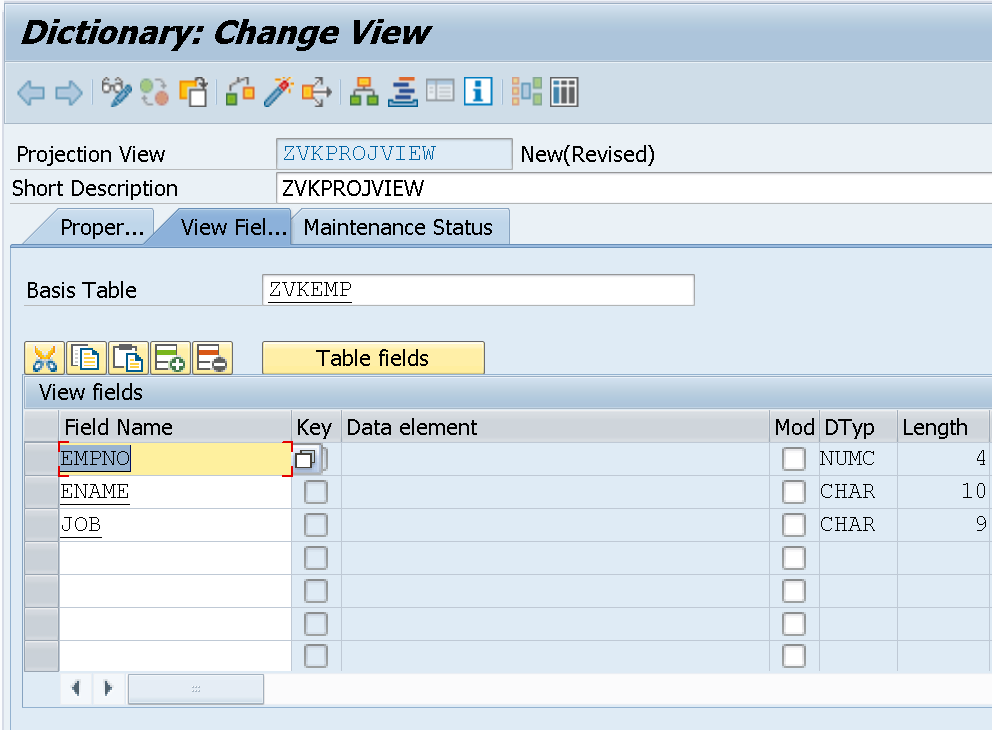 Dictionary: Change View
Projection View ZVKPROJVIEW New(Revised)
Short Description ZVKPROJVIEW
Proper... View Fiel... Maintenance Status
Basis Table ZVKEMP
Table fields
View fields
Field Name Key Data element Mod DTyp Length
EMPNO NUMC 4
ENAME CHAR 10
JOB CHAR 9